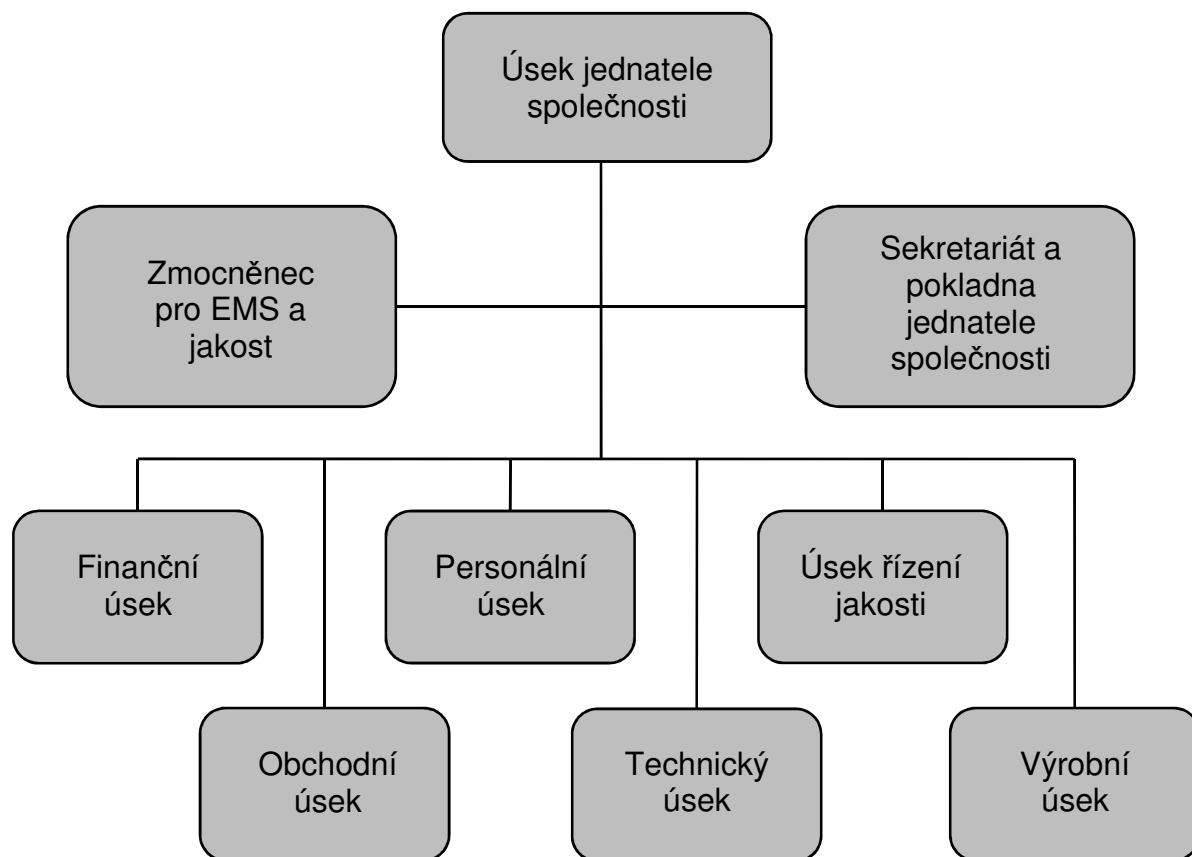 Úsek jednatele
společnosti
Zmocněnec
pro EMS a
jakost
Sekretariát a
pokladna
jednatele
společnosti
Finanční
úsek
Personální
úsek
Úsek řízení
jakosti
Obchodní
úsek
Technický
úsek
Výrobní
úsek